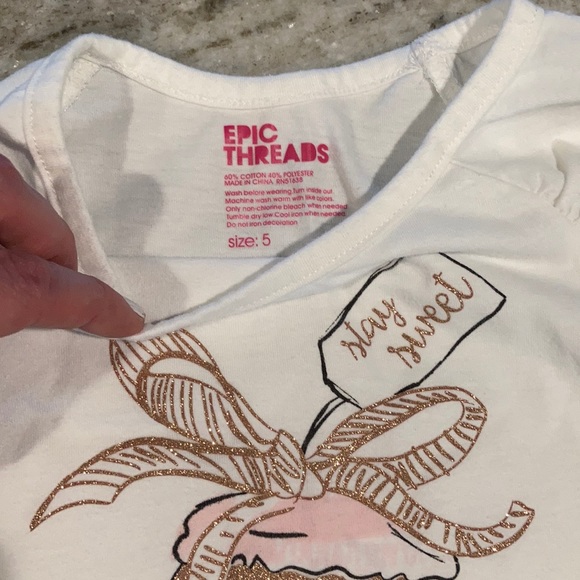 EPIC
THREADS
60% COTTON 40% POLYESTER
MADE IN CHINA RN51638
Wash before wearing Turn inside out.
Machine wash warm with like colors.
Only non-chlorine bleach when needed
Tumble dry low Cool iron when needed.
Do not iron decoration
size: 5
stay
sweet